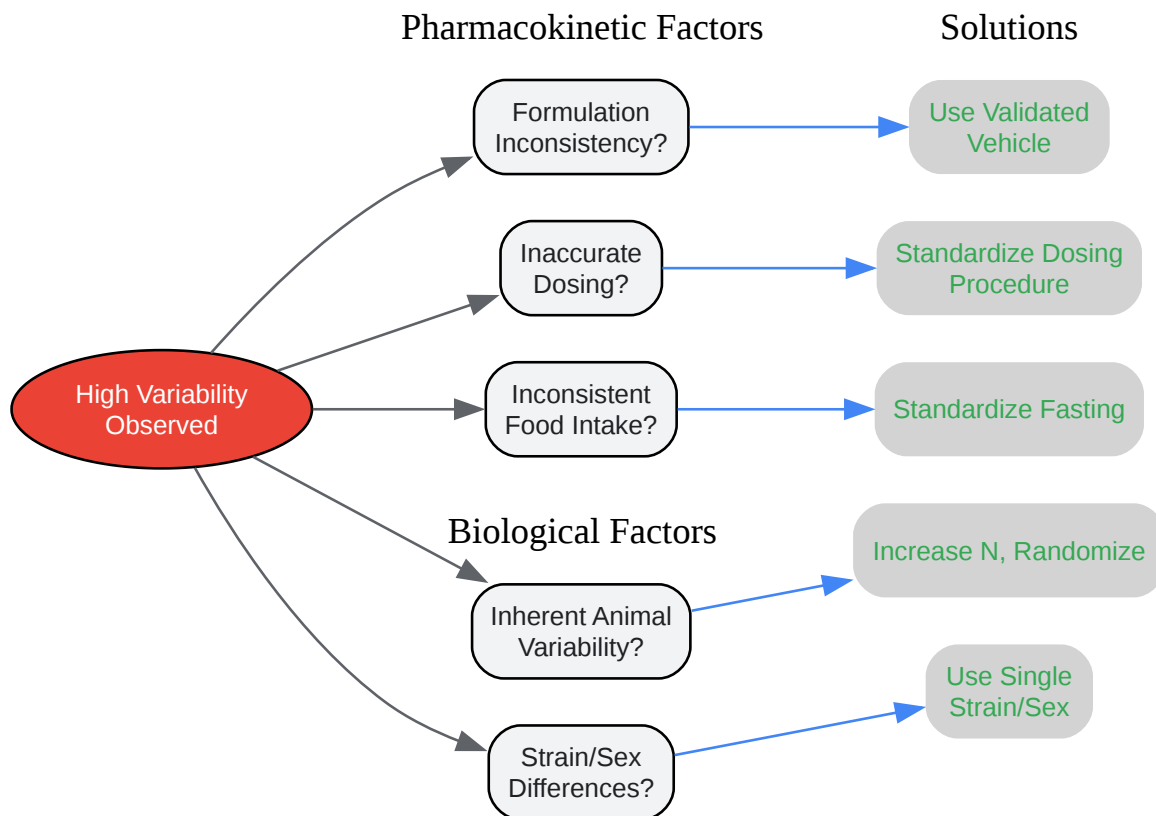 Pharmacokinetic Factors
Solutions
Formulation
Inconsistency?
Use Validated
Vehicle
Inaccurate
Dosing?
Standardize Dosing
Procedure
High Variability
Observed
Inconsistent
Food Intake?
Standardize Fasting
Biological Factors
Increase N, Randomize
Inherent Animal
Variability?
Use Single
Strain/Sex
Strain/Sex
Differences?